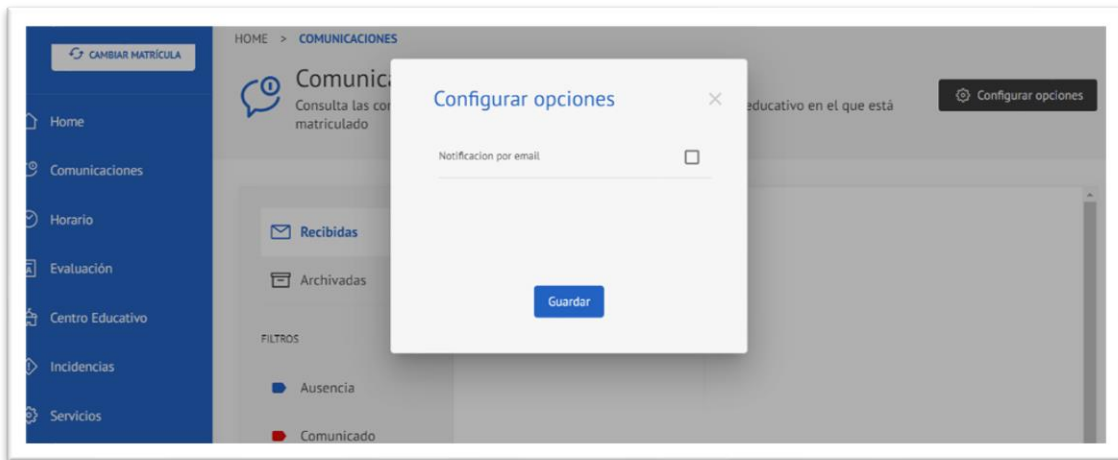 CAMBIAR MATRÍCULA
Home
Comunicaciones
Horario
Evaluación
Centro Educativo
Incidencias
Servicios
HOME > COMUNICACIONES
Comunica
Consulta las co
educativo en el que está
matriculado
Configurar opciones
Recibidas
Archivadas
FILTROS
Ausencia
Comunicado
Configurar opciones
Notificacion por email
Guardar